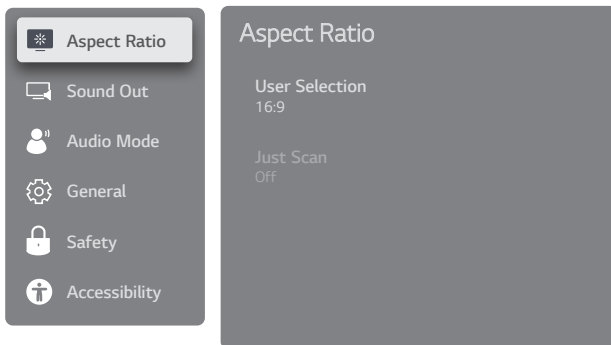 Aspect Ratio
Sound Out
Audio Mode
General
Safety
Accessibility
Aspect Ratio
User Selection
16:9
Just Scan
Off